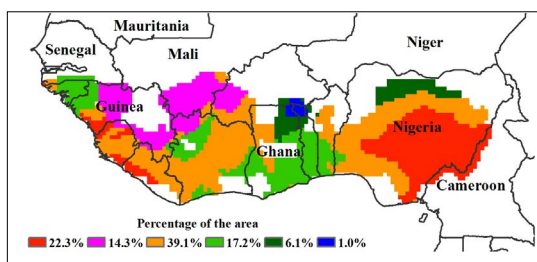 Mauritania
Senegal
Mali
Niger
Guinea
Nigeria
Ghana
Cameroon
Percentage of the area
22.3% 14.3% 39.1% 17.2% 6.1% 1.0%